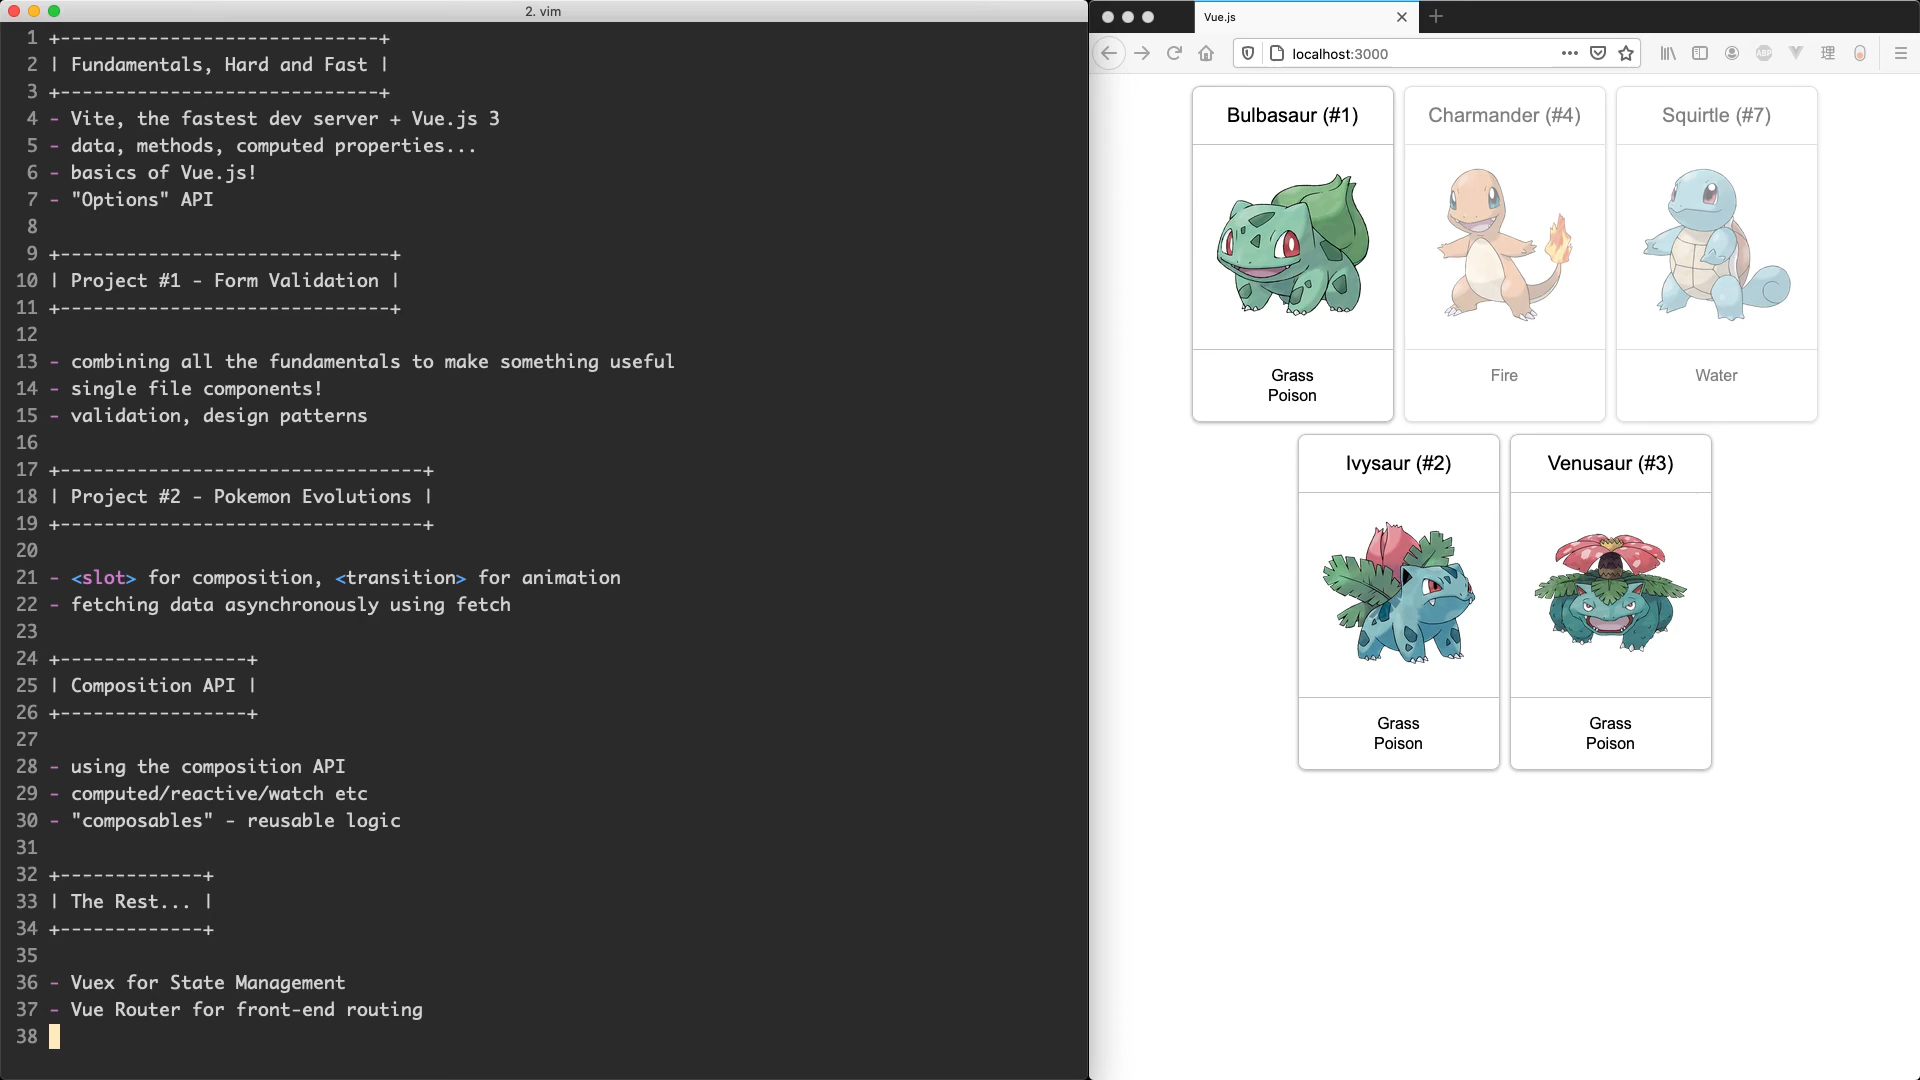 2. vim
1 +-----------------------------+
2 | Fundamentals, Hard and Fast |
3 +-----------------------------+
4 - Vite, the fastest dev server + Vue.js 3
5 - data, methods, computed properties...
6 - basics of Vue.js!
7 - "Options" API
8
9 +------------------------------+
10 | Project #1 - Form Validation |
11 +------------------------------+
12
13 - combining all the fundamentals to make something useful
14 - single file components!
15 - validation, design patterns
16
17 +---------------------------------+
18 | Project #2 - Pokemon Evolutions |
19 +---------------------------------+
20
21 - <slot> for composition, <transition> for animation
22 - fetching data asynchronously using fetch
23
24 +-----------------+
25 | Composition API |
26 +-----------------+
27
28 - using the composition API
29 - computed/reactive/watch etc
30 - "composables" - reusable logic
31
32 +-------------+
33 | The Rest... |
34 +-------------+
35
36 - Vuex for State Management
37 - Vue Router for front-end routing
38
Vue.js
localhost:3000
ABP
理
Bulbasaur (#1) Charmander (#4) Squirtle (#7)
Grass Fire Water
Poison
Ivysaur (#2) Venusaur (#3)
Grass Grass
Poison Poison